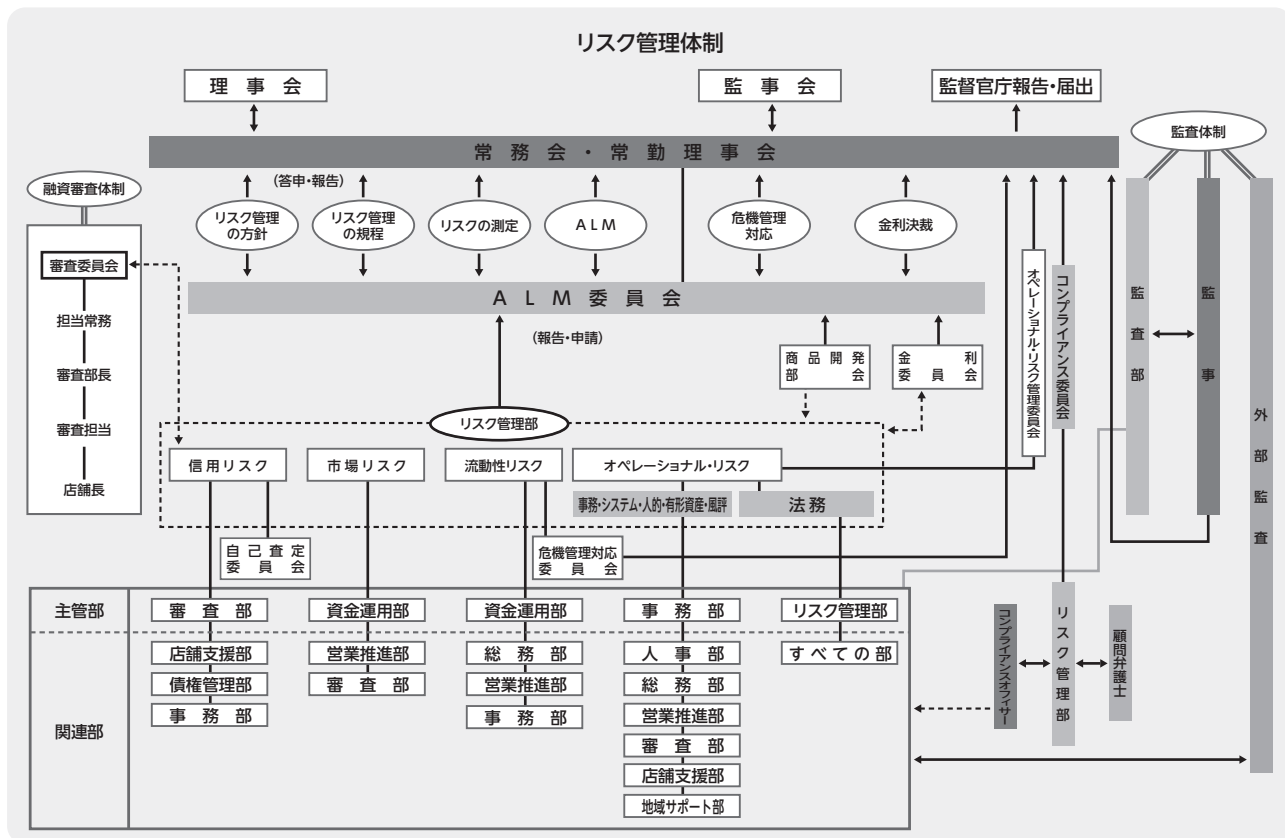 リスク管理体制
理事会
監事会
監督官庁報告・届出
常務会・常勤理事会
監査体制
(答申・報告)
融資審査体制
リスク管理
の方針
リスク管理
の規程
リスクの測定
ALM
危機管理
対応
金利決裁
審査委員会
担当常務
審査部長
審査担当
店舗長
ALM委員会
(報告・申請)
商品開発
部会
金利
委員会
オペレーショナル・リスク管理委員会
コンプライアンス委員会
監査部
監事
外部監査
リスク管理部
信用リスク
市場リスク
流動性リスク
オペレーショナル・リスク
事務・システム・人的・有形資産・風評
法務
自己査定
委員会
危機管理対応
委員会
主管部
審査部
資金運用部
資金運用部
事務部
リスク管理部
関連部
店舗支援部
債権管理部
事務部
営業推進部
審査部
総務部
営業推進部
事務部
人事部
総務部
営業推進部
審査部
店舗支援部
地域サポート部
すべての部
コンプライアンスオフィサー
リスク管理部
顧問弁護士